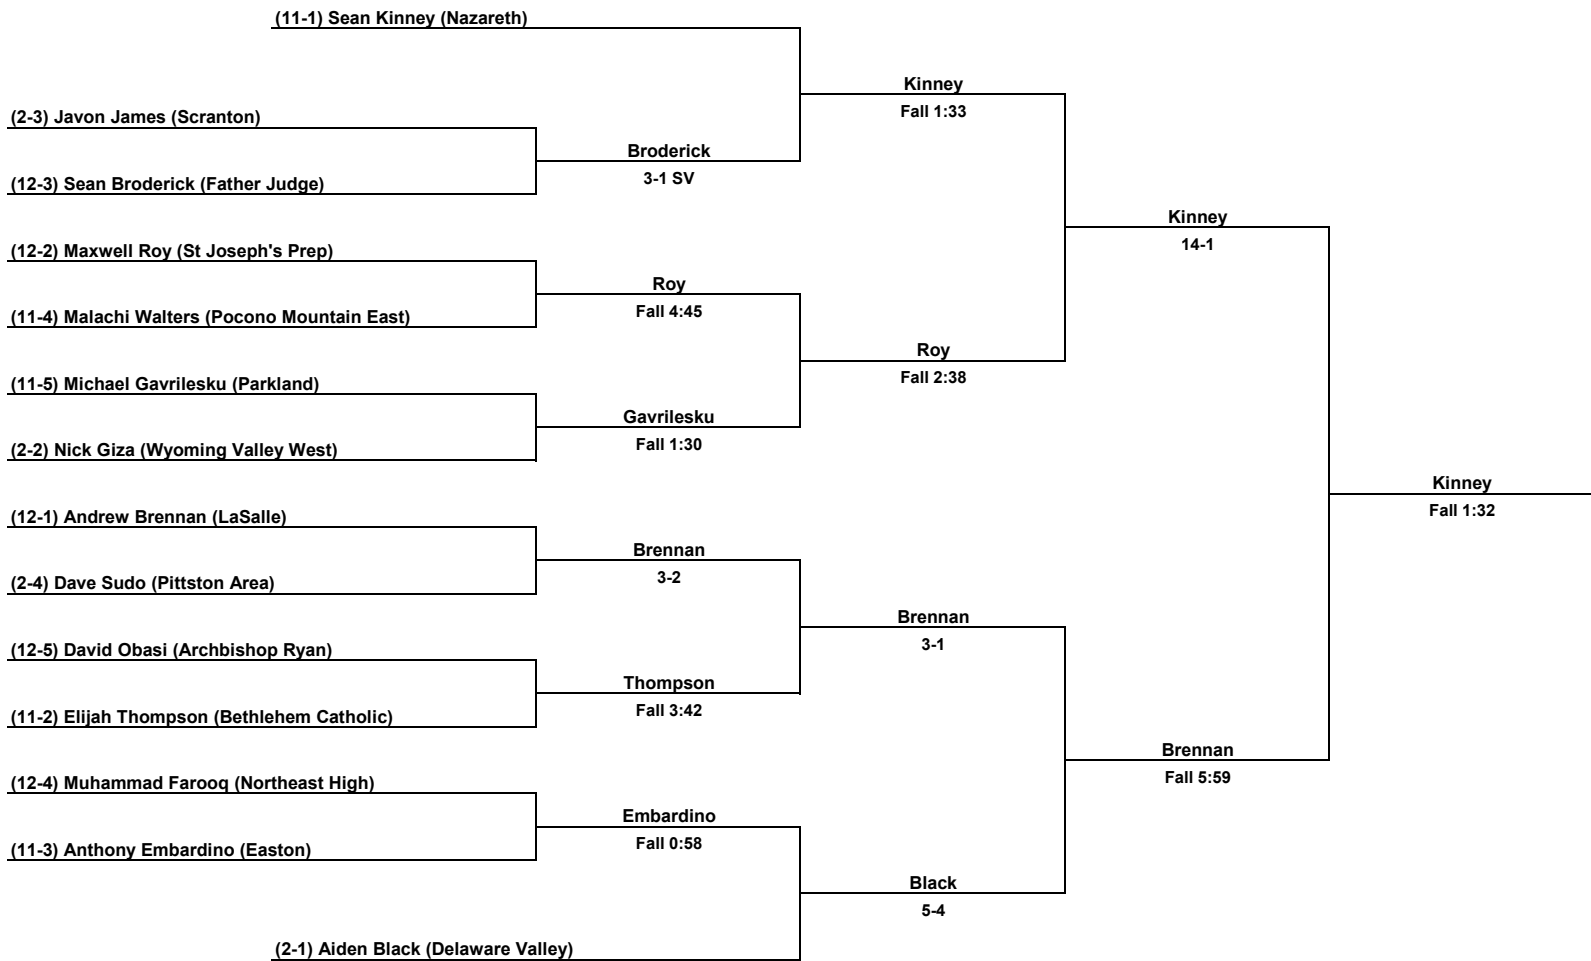 (11-1) Sean Kinney (Nazareth)
Kinney
Fall 1:33
(2-3) Javon James (Scranton)
Broderick
3-1 SV
(12-3) Sean Broderick (Father Judge)
Kinney
14-1
(12-2) Maxwell Roy (St Joseph's Prep)
Roy
Fall 4:45
(11-4) Malachi Walters (Pocono Mountain East)
Roy
Fall 2:38
(11-5) Michael Gavrilesku (Parkland)
Gavrilesku
Fall 1:30
(2-2) Nick Giza (Wyoming Valley West)
Kinney
Fall 1:32
(12-1) Andrew Brennan (LaSalle)
Brennan
3-2
(2-4) Dave Sudo (Pittston Area)
Brennan
3-1
(12-5) David Obasi (Archbishop Ryan)
Thompson
Fall 3:42
(11-2) Elijah Thompson (Bethlehem Catholic)
Brennan
Fall 5:59
(12-4) Muhammad Farooq (Northeast High)
Embardino
Fall 0:58
(11-3) Anthony Embardino (Easton)
Black
5-4
(2-1) Aiden Black (Delaware Valley)